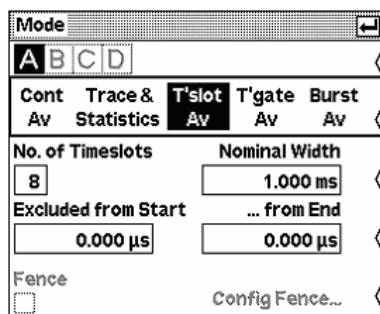 Mode
A B C D
Cont Av Trace & Statistics T'slot Av T'gate Av Burst Av
No. of Timeslots Nominal Width
8 1.000 ms
Excluded from Start ... from End
0.000 µs 0.000 µs
Fence
Config Fence...